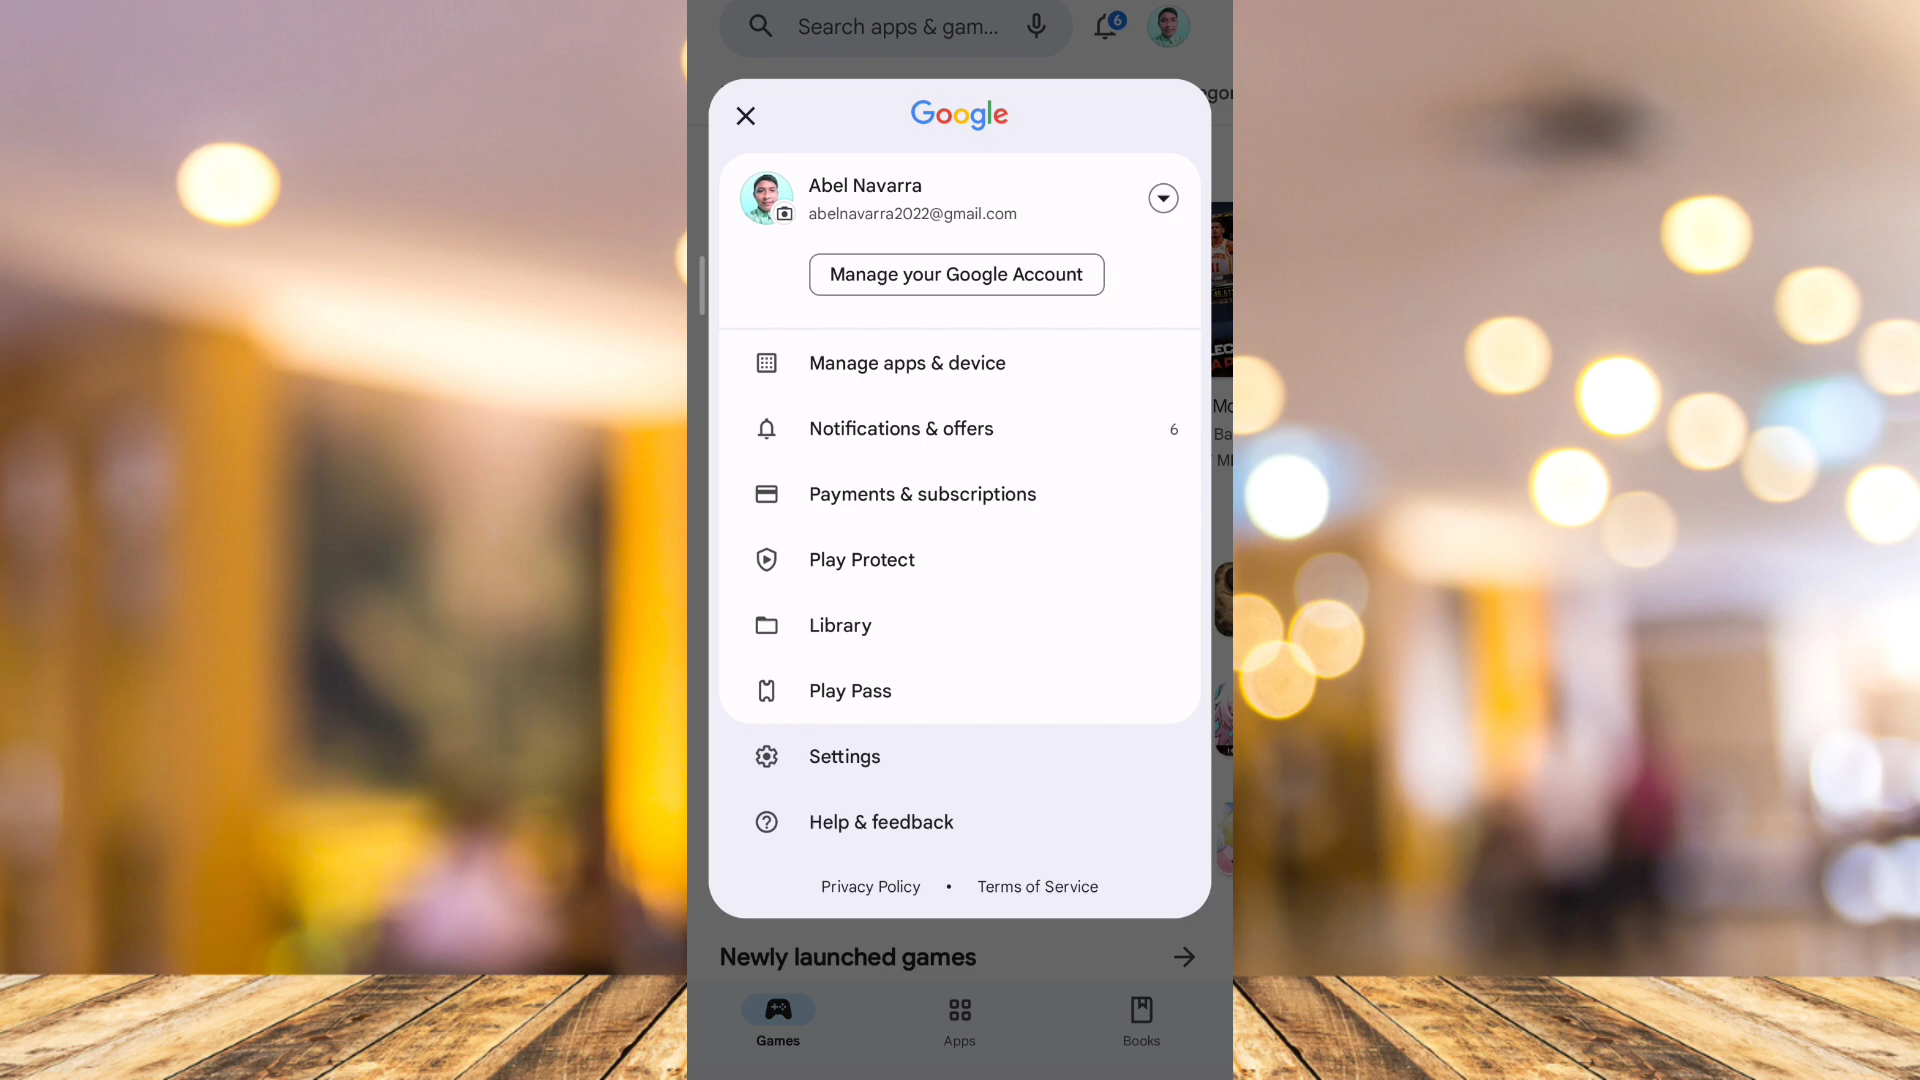 Search apps & gam...
6
Google
Abel Navarra
abelnavarra2022@gmail.com
Manage your Google Account
Manage apps & device
Notifications & offers 6
Payments & subscriptions
Play Protect
Library
Play Pass
Settings
Help & feedback
Privacy Policy • Terms of Service
Newly launched games
Games Apps Books